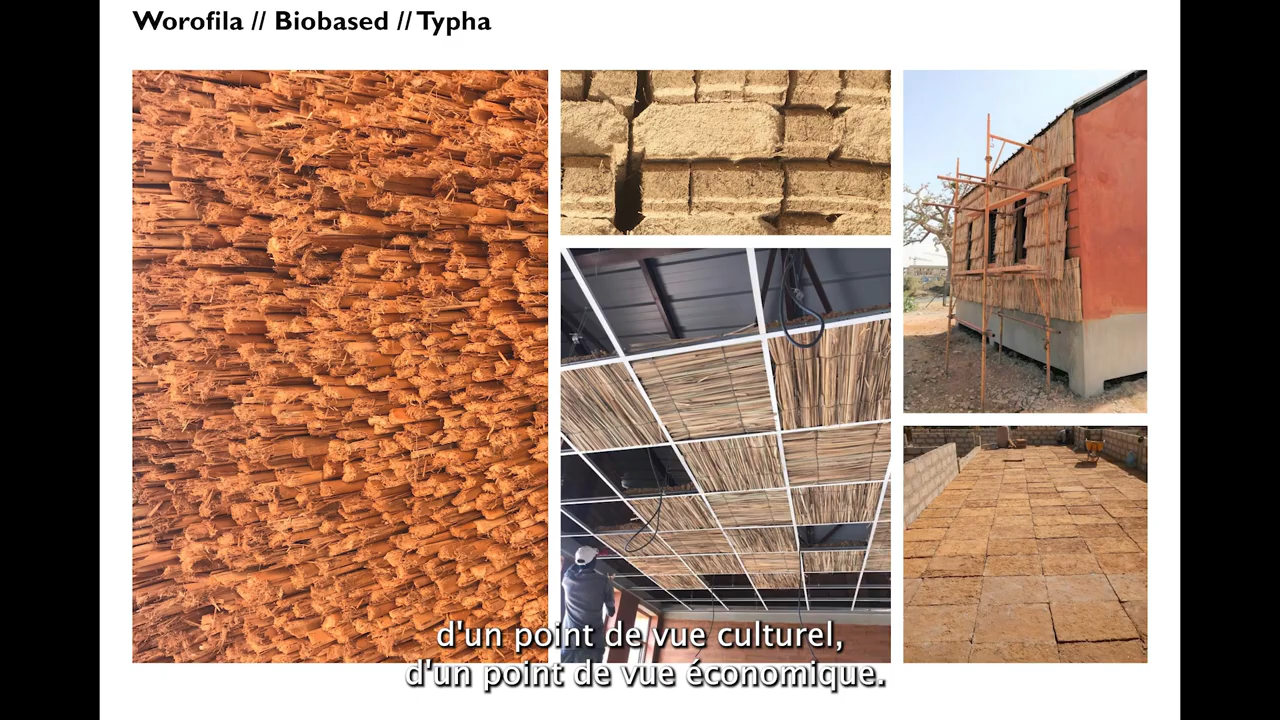 Worofila // Biobased // Typha
d'un point de vue culturel,
d'un point de vue économique.